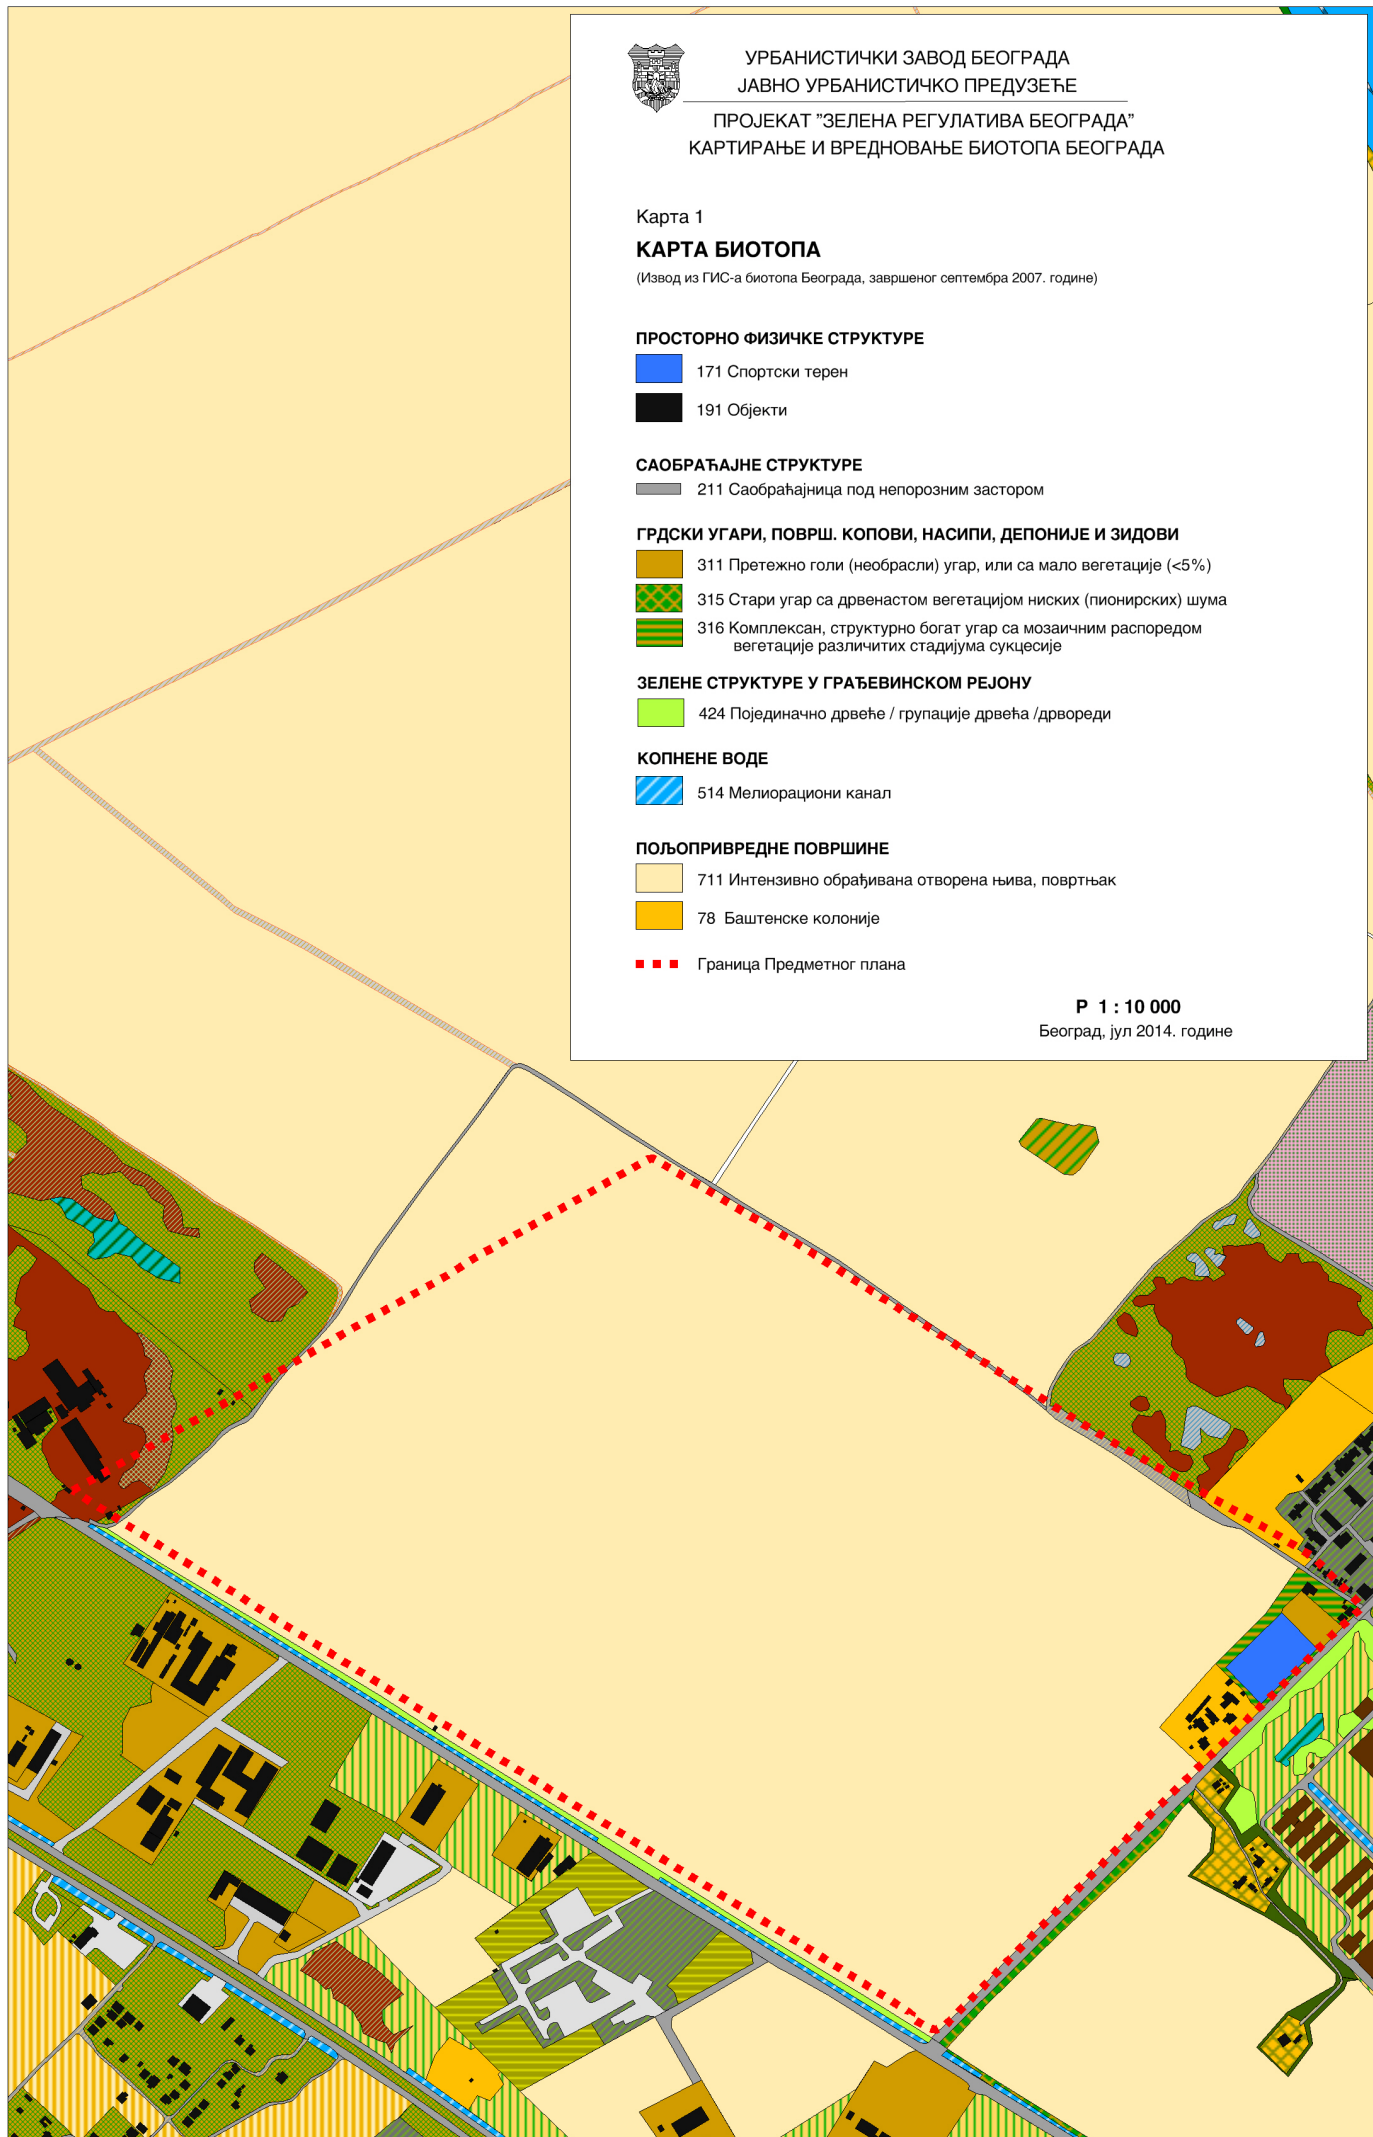 УРБАНИСТИЧКИ ЗАВОД БЕОГРАДА
ЈАВНО УРБАНИСТИЧКО ПРЕДУЗЕЋЕ
ПРОЈЕКАТ ”ЗЕЛЕНА РЕГУЛАТИВА БЕОГРАДА”
КАРТИРАЊЕ И ВРЕДНОВАЊЕ БИОТОПА БЕОГРАДА
Карта 1
КАРТА БИОТОПА
(Извод из ГИС-а биотопа Београда, завршеног септембра 2007. године)
ПРОСТОРНО ФИЗИЧКЕ СТРУКТУРЕ
171 Спортски терен
191 Објекти
САОБРАЋАЈНЕ СТРУКТУРЕ
211 Саобраћајница под непорозним застором
ГРДСКИ УГАРИ, ПОВРШ. КОПОВИ, НАСИПИ, ДЕПОНИЈЕ И ЗИДОВИ
311 Претежно голи (необрасли) угар, или са мало вегетације (<5%)
315 Стари угар са дрвенастом вегетацијом ниских (пионирских) шума
316 Комплексан, структурно богат угар са мозаичним распоредом
вегетације различитих стадијума сукцесије
ЗЕЛЕНЕ СТРУКТУРЕ У ГРАЂЕВИНСКОМ РЕЈОНУ
424 Појединачно дрвеће / групације дрвећа /дрвореди
КОПНЕНЕ ВОДЕ
514 Мелиорациони канал
ПОЉОПРИВРЕДНЕ ПОВРШИНЕ
711 Интензивно обрађивана отворена њива, повртњак
78 Баштенске колоније
Граница Предметног плана
Р 1 : 10 000
Београд, јул 2014. године